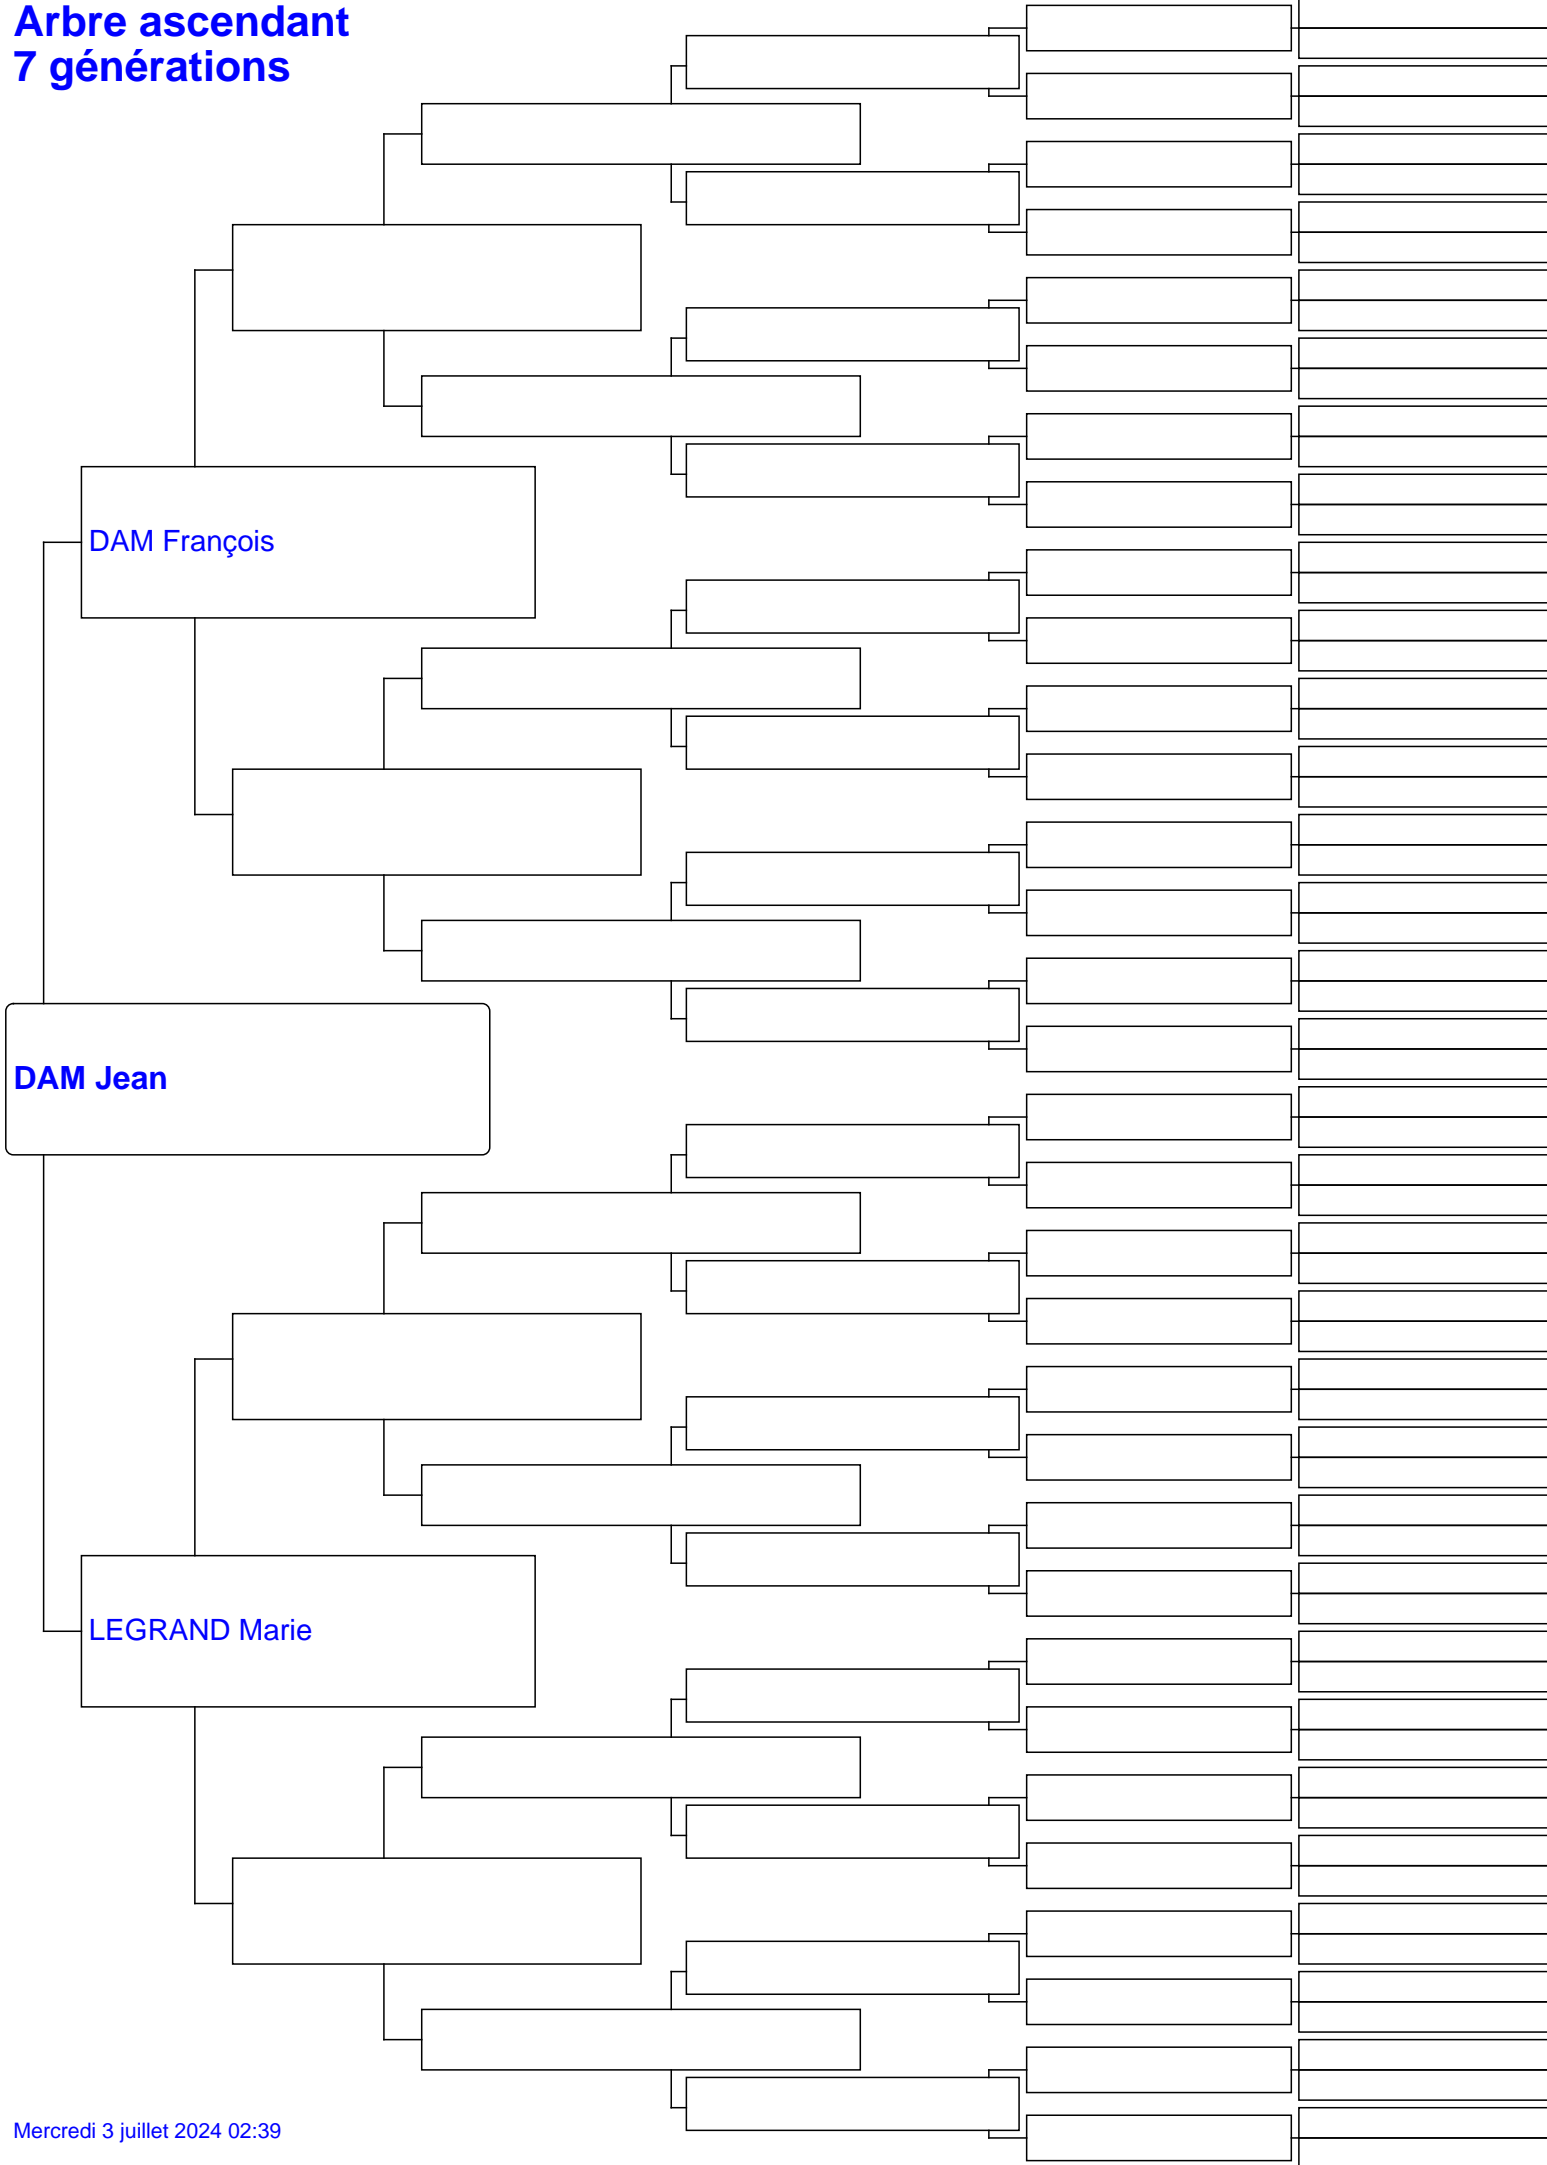 Arbre ascendant
7 générations
DAM François
DAM Jean
LEGRAND Marie
Mercredi 3 juillet 2024 02:39